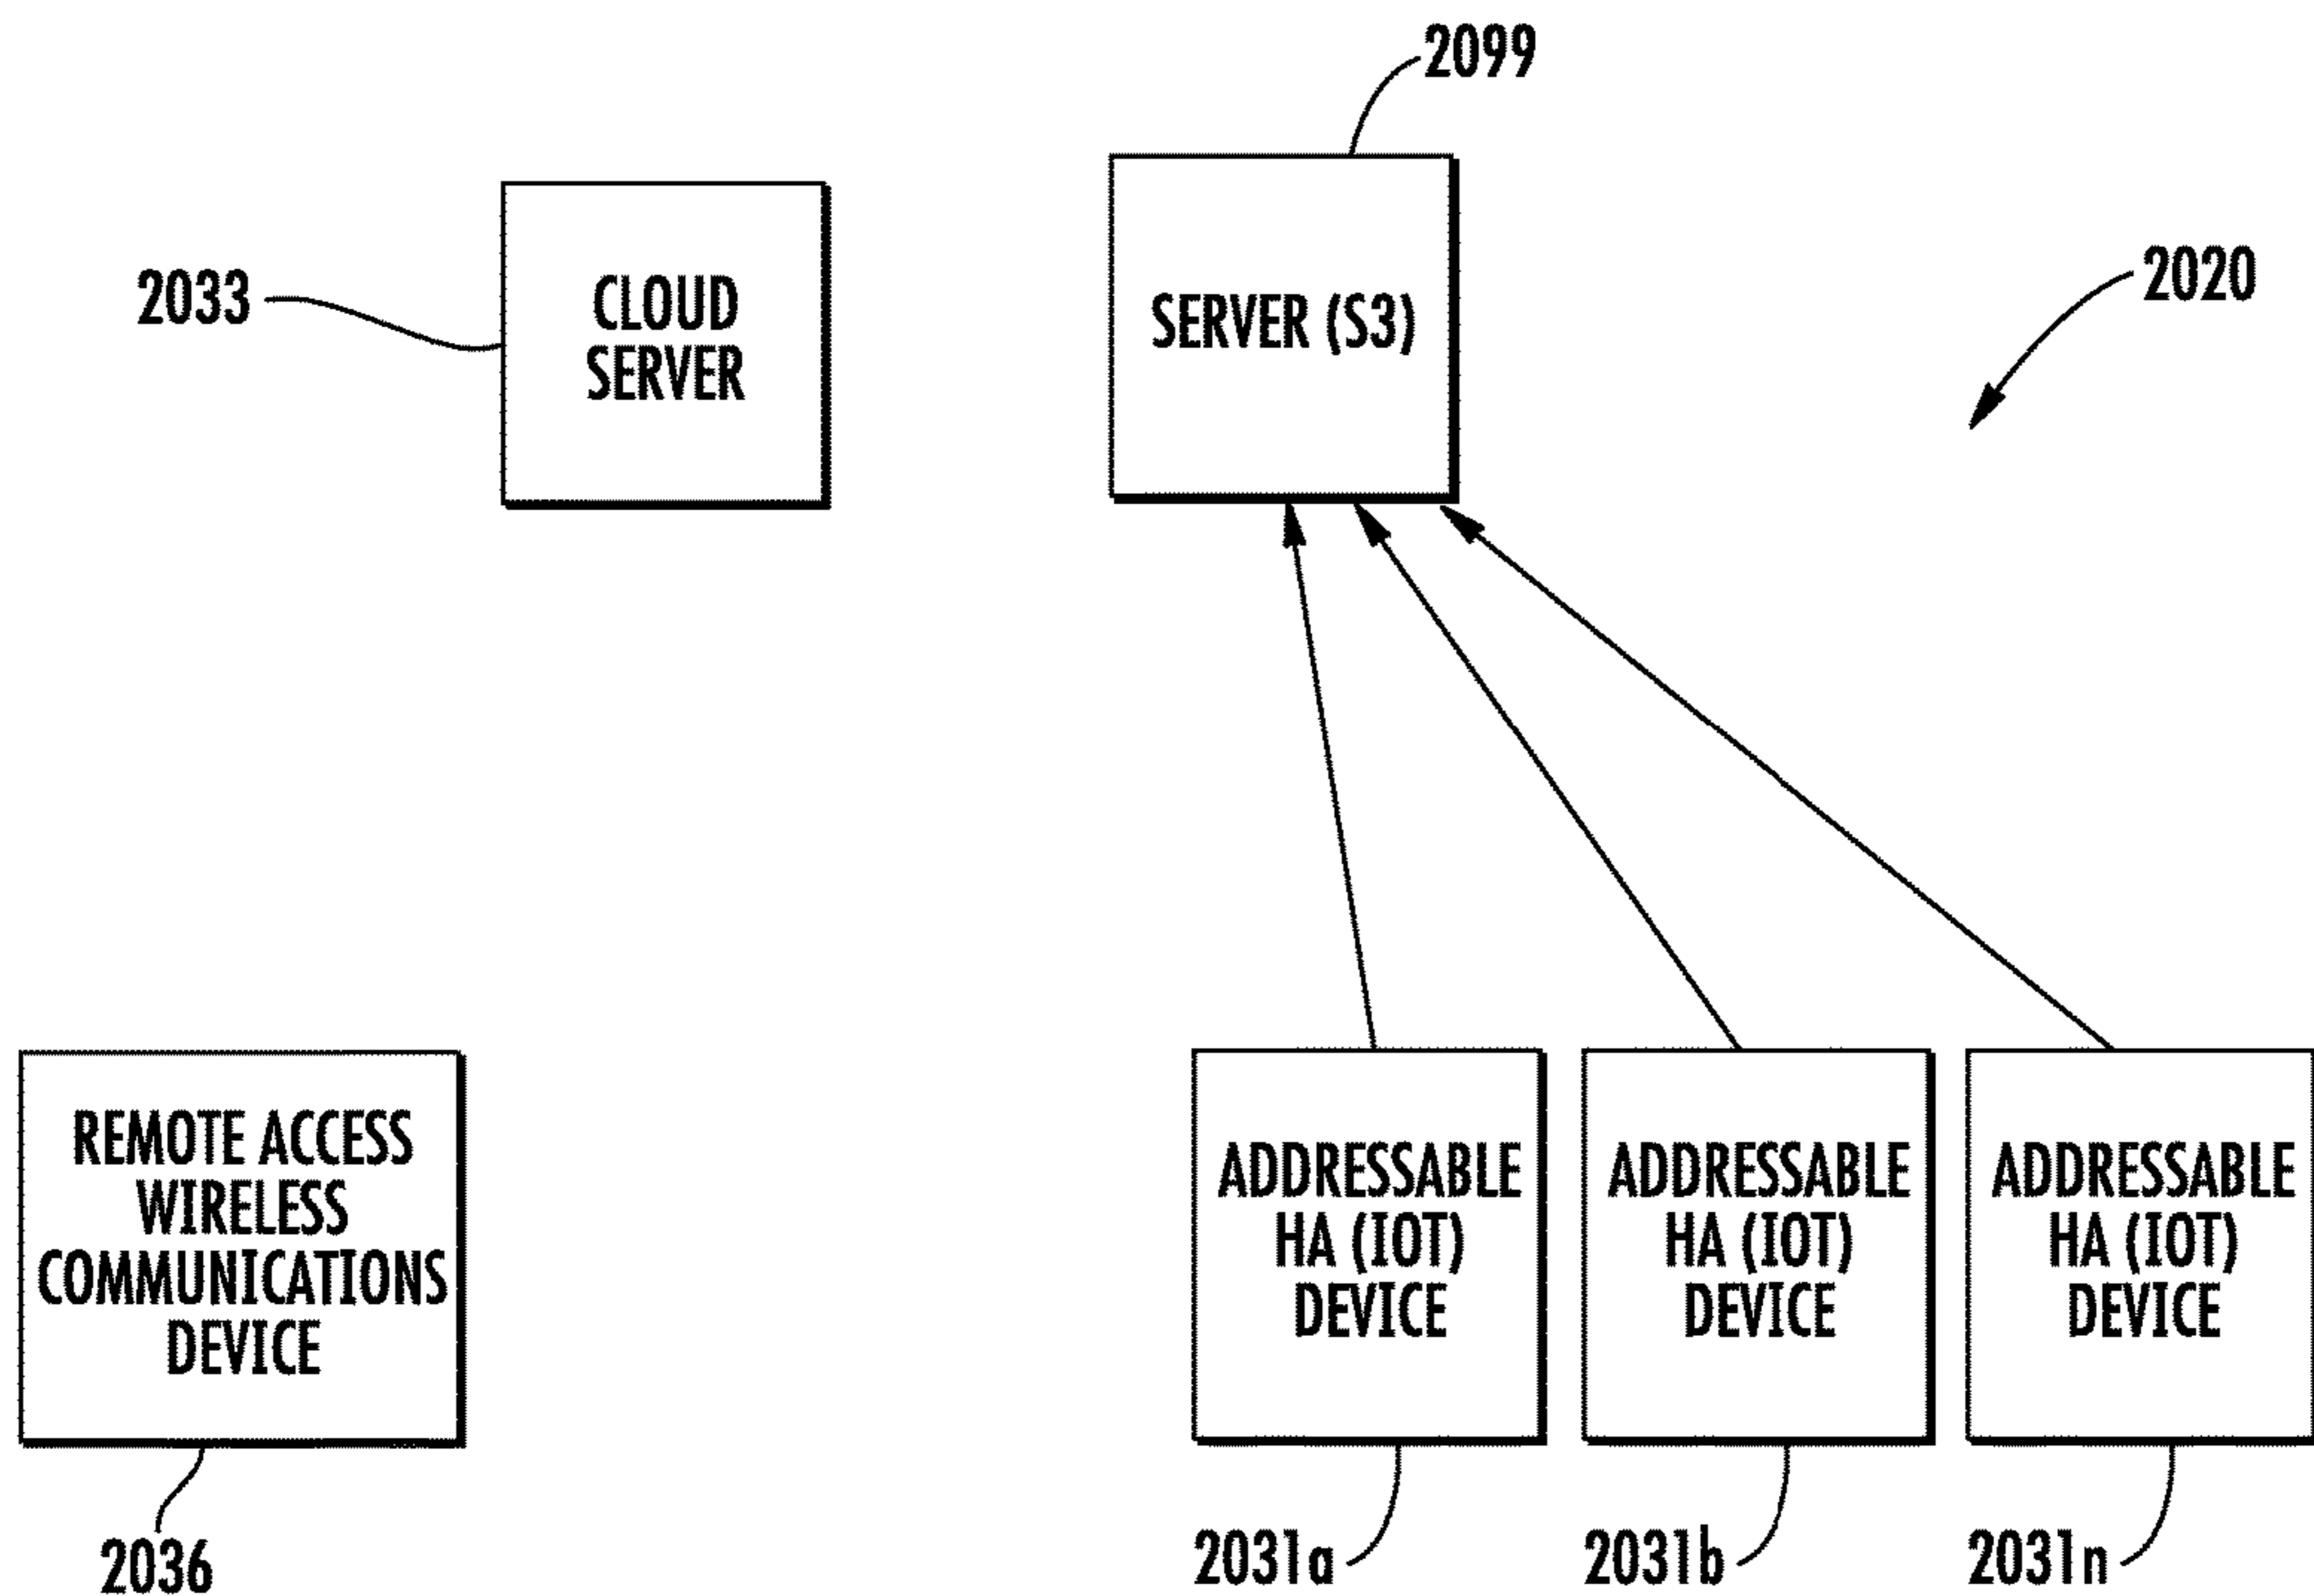 2099
2033
CLOUD
SERVER
SERVER (S3)
2020
REMOTE ACCESS
WIRELESS
COMMUNICATIONS
DEVICE
ADDRESSABLE
HA (IOT)
DEVICE
ADDRESSABLE
HA (IOT)
DEVICE
ADDRESSABLE
HA (IOT)
DEVICE
2036
2031a
2031b
2031n